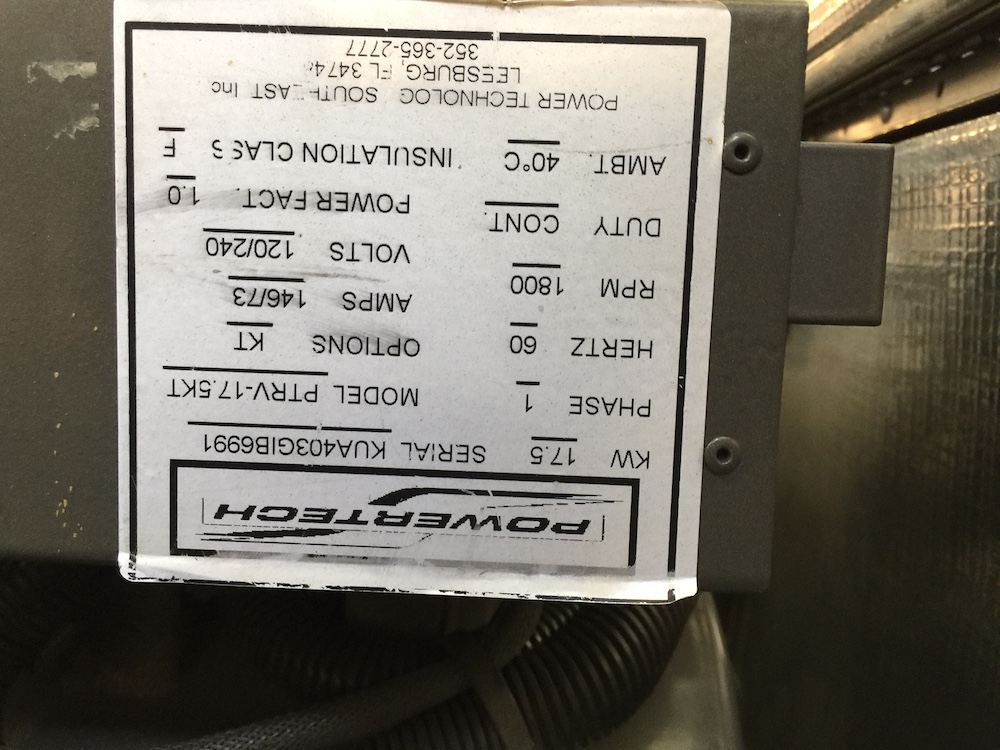 POWERTECH
KW 17.5 SERIAL KUA403GIB6991
PHASE 1 MODEL PTRV-17.5KT
HERTZ 60 OPTIONS KT
RPM 1800 AMPS 146/73
DUTY CONT. VOLTS 120/240
POWER FACT. 1.0
AMBT. 40°C INSULATION CLASS F
POWER TECHNOLOG SOUTHEAST Inc
LEESBURG, FL 34748
352-365-2777